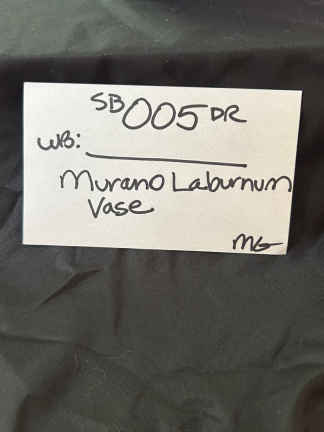 SB 005 DR
WB:
Murano Laburnum
Vase
MG